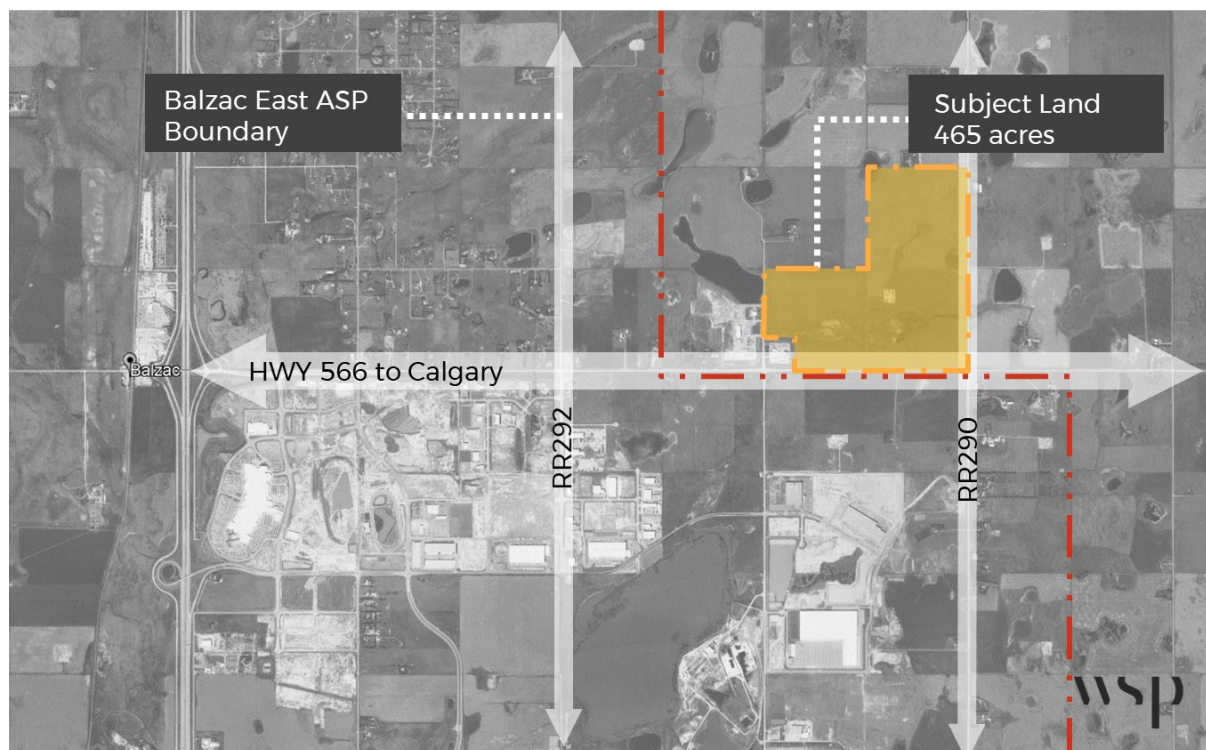 Balzac East ASP
Boundary
Subject Land
465 acres
Balzac
HWY 566 to Calgary
RR292
RR290
wsp